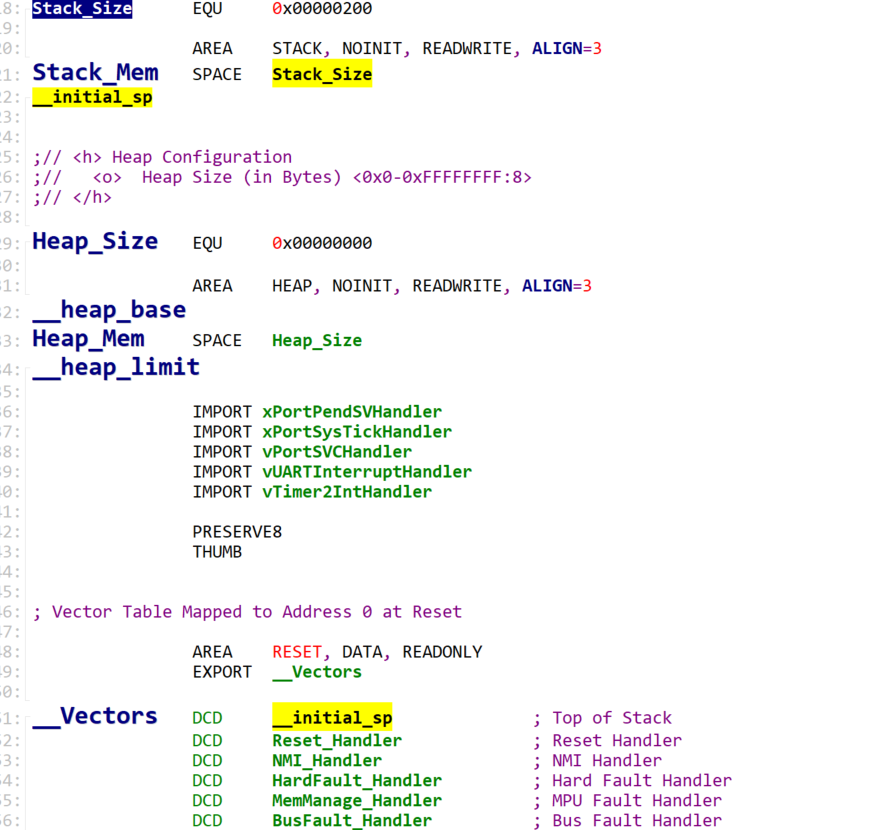 8: Stack_Size EQU 0x00000200
9:
0: AREA STACK, NOINIT, READWRITE, ALIGN=3
1: Stack_Mem SPACE Stack_Size
2: __initial_sp
3:
4:
5: ;// <h> Heap Configuration
6: ;//   <o>  Heap Size (in Bytes) <0x0-0xFFFFFFFF:8>
7: ;// </h>
8:
9: Heap_Size EQU 0x00000000
0:
1: AREA HEAP, NOINIT, READWRITE, ALIGN=3
2: __heap_base
3: Heap_Mem SPACE Heap_Size
4: __heap_limit
5:
6: IMPORT xPortPendSVHandler
7: IMPORT xPortSysTickHandler
8: IMPORT vPortSVCHandler
9: IMPORT vUARTInterruptHandler
0: IMPORT vTimer2IntHandler
1:
2: PRESERVE8
3: THUMB
4:
5:
6: ; Vector Table Mapped to Address 0 at Reset
7:
8: AREA RESET, DATA, READONLY
9: EXPORT __Vectors
0:
1: __Vectors DCD __initial_sp ; Top of Stack
2: DCD Reset_Handler ; Reset Handler
3: DCD NMI_Handler ; NMI Handler
4: DCD HardFault_Handler ; Hard Fault Handler
5: DCD MemManage_Handler ; MPU Fault Handler
6: DCD BusFault_Handler ; Bus Fault Handler